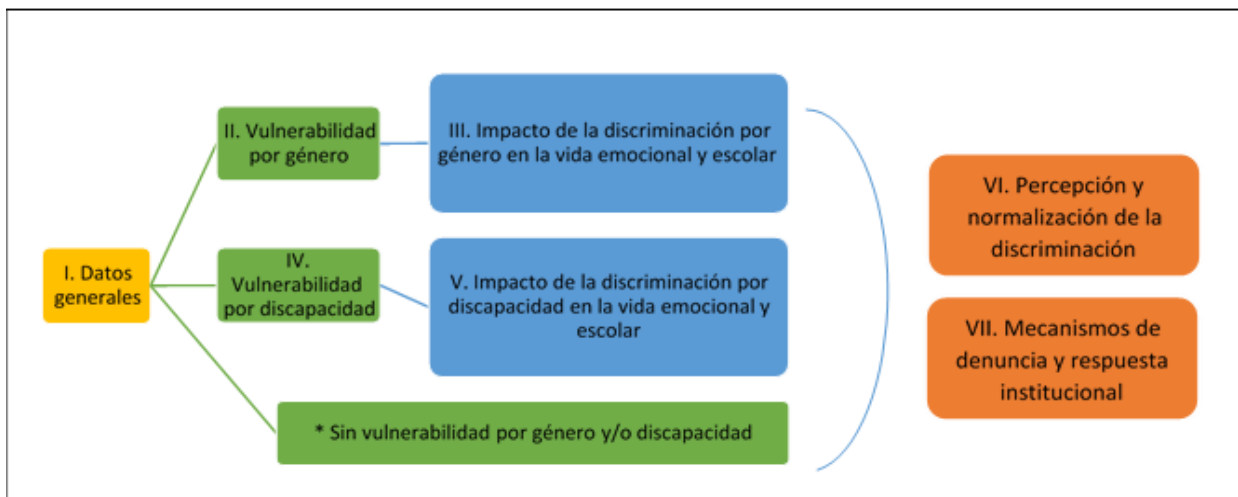 I. Datos
generales
II. Vulnerabilidad
por género
III. Impacto de la discriminación por
género en la vida emocional y escolar
IV.
Vulnerabilidad
por discapacidad
V. Impacto de la discriminación por
discapacidad en la vida emocional y
escolar
* Sin vulnerabilidad por género y/o discapacidad
VI. Percepción y
normalización de la
discriminación
VII. Mecanismos de
denuncia y respuesta
institucional